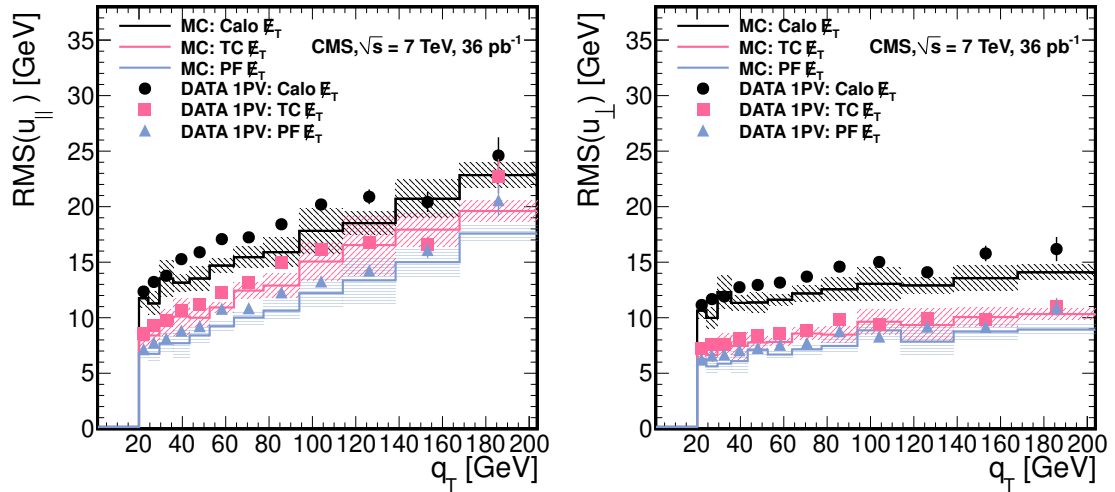 RMS(u∥) [GeV]
35
30
25
20
15
10
5
0
MC: Calo E̸T
MC: TC E̸T
MC: PF E̸T
DATA 1PV: Calo E̸T
DATA 1PV: TC E̸T
DATA 1PV: PF E̸T
CMS, √s = 7 TeV, 36 pb⁻¹
20 40 60 80 100 120 140 160 180 200
qT [GeV]
RMS(u⊥) [GeV]
35
30
25
20
15
10
5
0
MC: Calo E̸T
MC: TC E̸T
MC: PF E̸T
DATA 1PV: Calo E̸T
DATA 1PV: TC E̸T
DATA 1PV: PF E̸T
CMS, √s = 7 TeV, 36 pb⁻¹
20 40 60 80 100 120 140 160 180 200
qT [GeV]